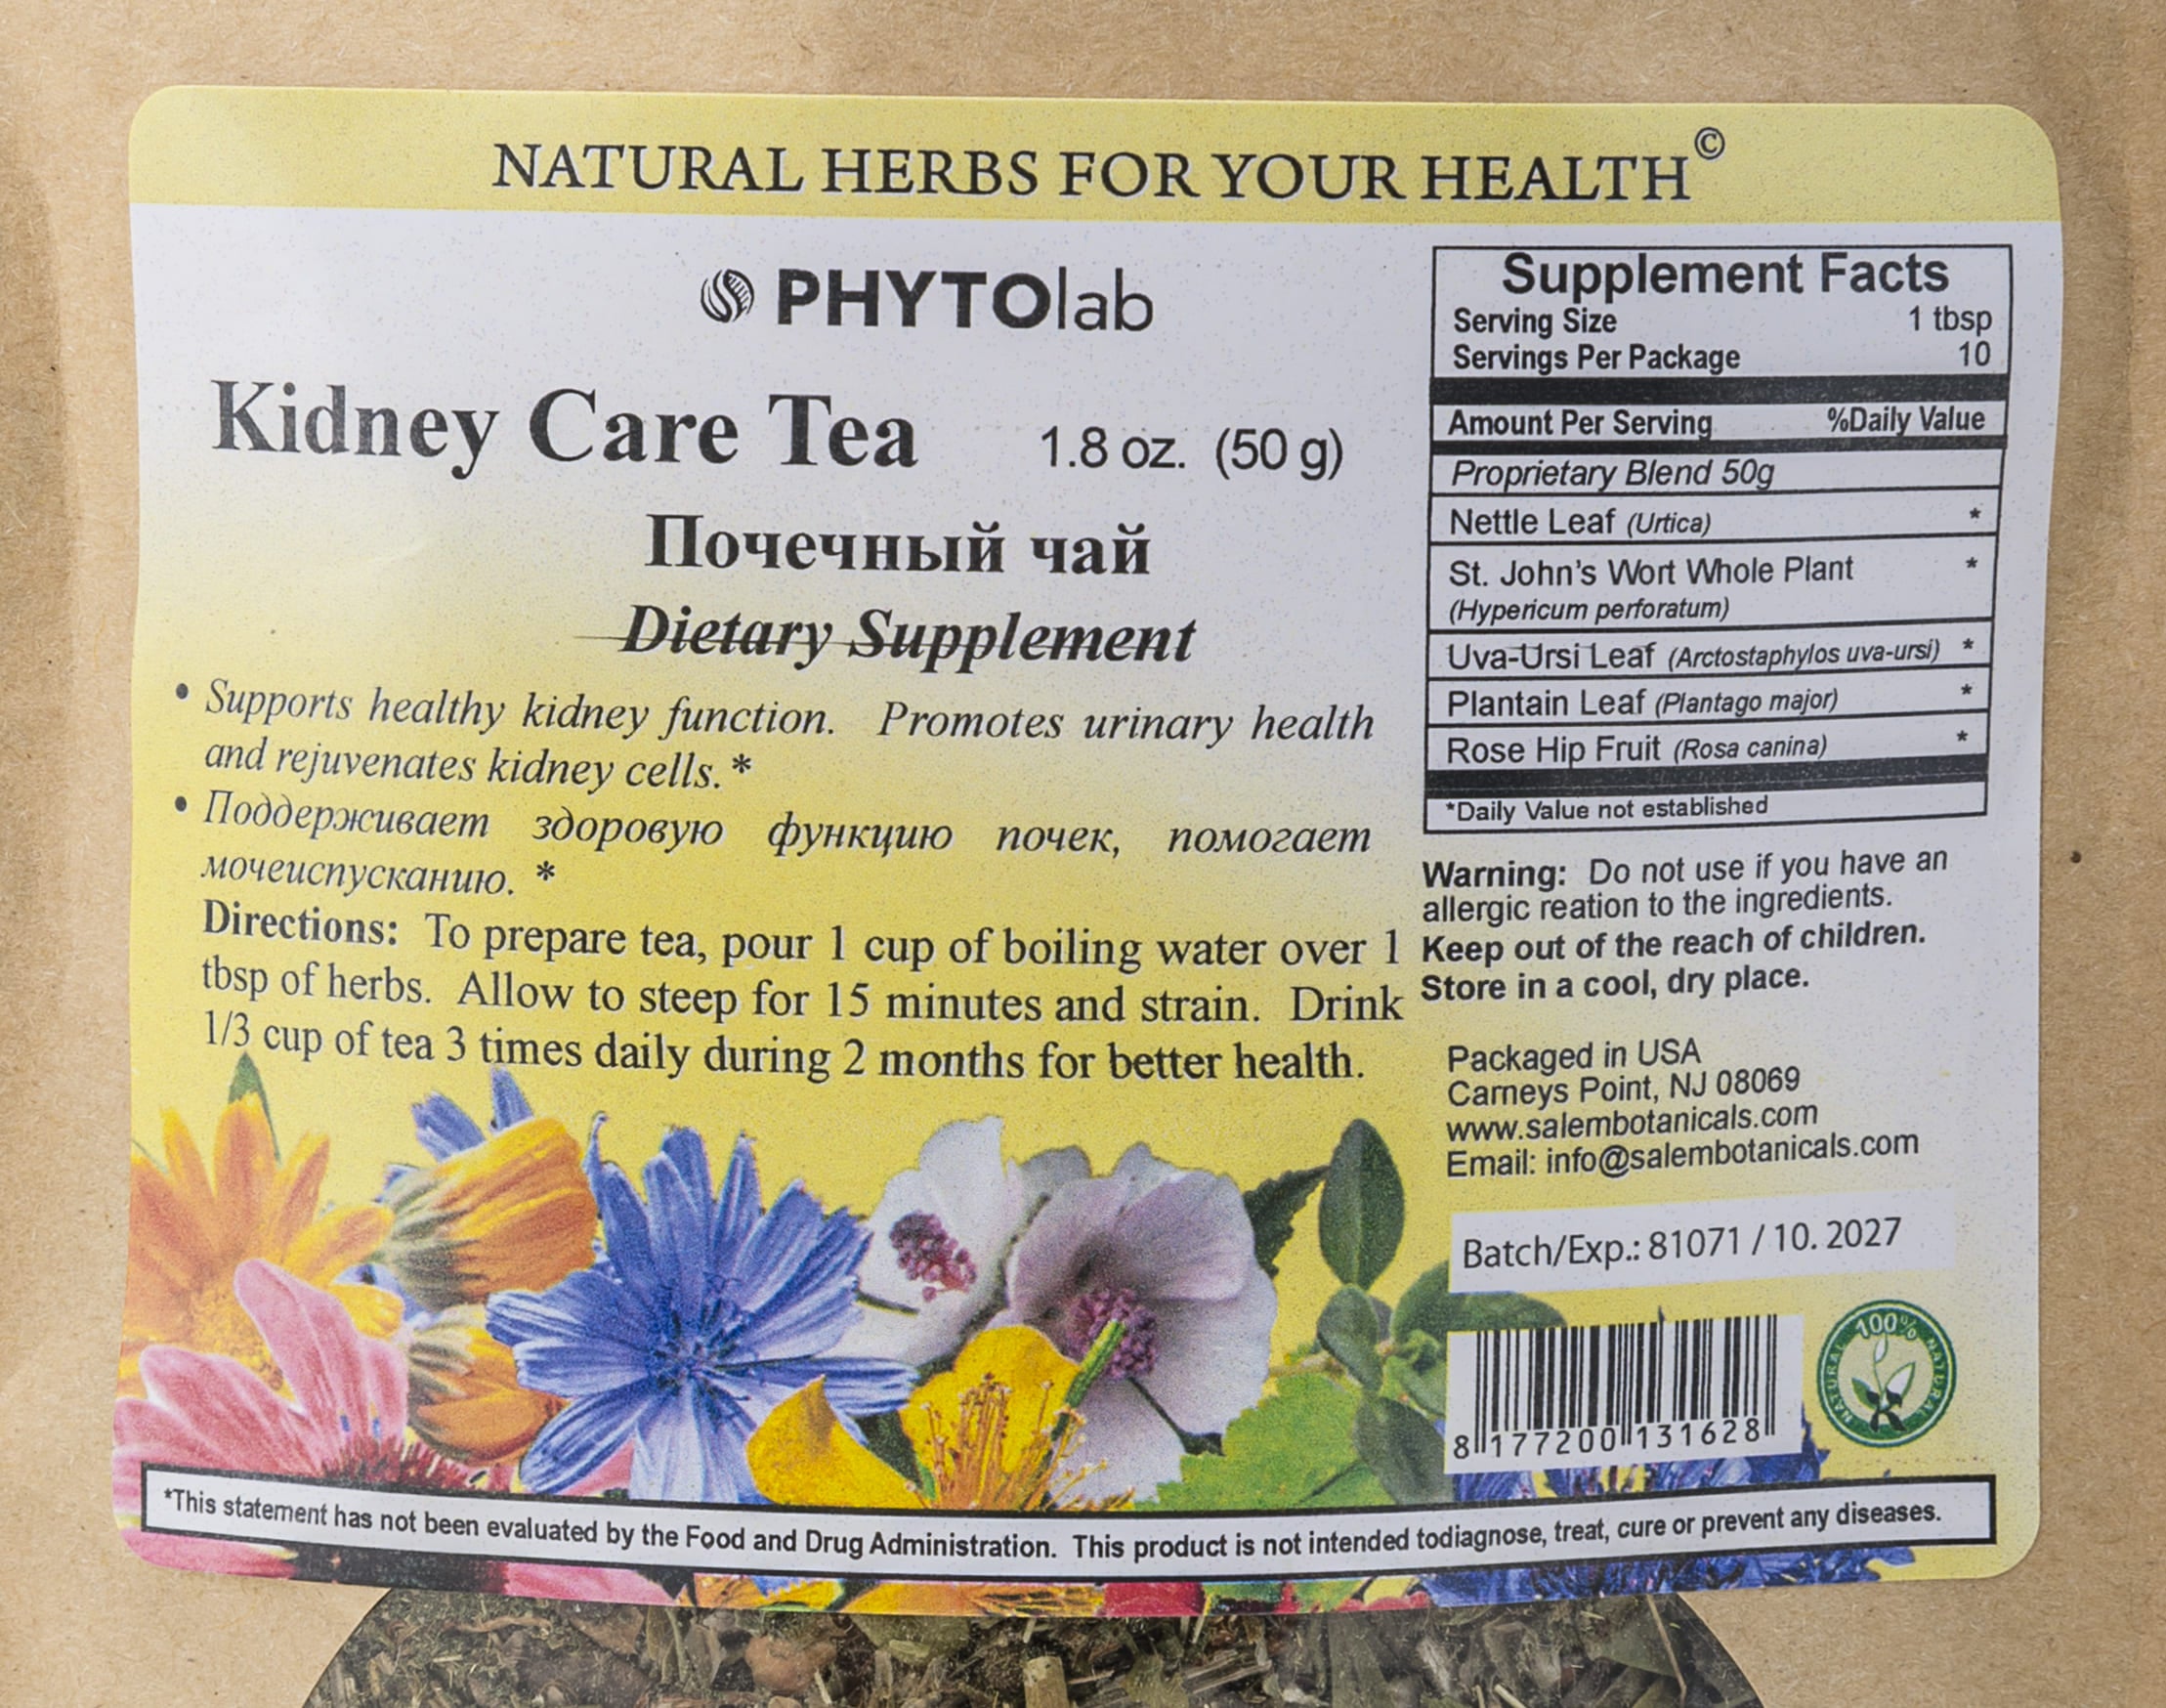 NATURAL HERBS FOR YOUR HEALTH©
PHYTOlab
Kidney Care Tea 1.8 oz. (50 g)
Почечный чай
Dietary Supplement
• Supports healthy kidney function. Promotes urinary health
and rejuvenates kidney cells. *
• Поддерживает здоровую функцию почек, помогает
мочеиспусканию. *
Directions: To prepare tea, pour 1 cup of boiling water over 1
tbsp of herbs. Allow to steep for 15 minutes and strain. Drink
1/3 cup of tea 3 times daily during 2 months for better health.
Supplement Facts
Serving Size 1 tbsp
Servings Per Package 10
Amount Per Serving %Daily Value
Proprietary Blend 50g
Nettle Leaf (Urtica) *
St. John's Wort Whole Plant *
(Hypericum perforatum)
Uva-Ursi Leaf (Arctostaphylos uva-ursi) *
Plantain Leaf (Plantago major) *
Rose Hip Fruit (Rosa canina) *
*Daily Value not established
Warning: Do not use if you have an
allergic reation to the ingredients.
Keep out of the reach of children.
Store in a cool, dry place.
Packaged in USA
Carneys Point, NJ 08069
www.salembotanicals.com
Email: info@salembotanicals.com
Batch/Exp.: 81071 / 10. 2027
8 177200 131628
100% NATURAL
NATURAL
*This statement has not been evaluated by the Food and Drug Administration. This product is not intended todiagnose, treat, cure or prevent any diseases.